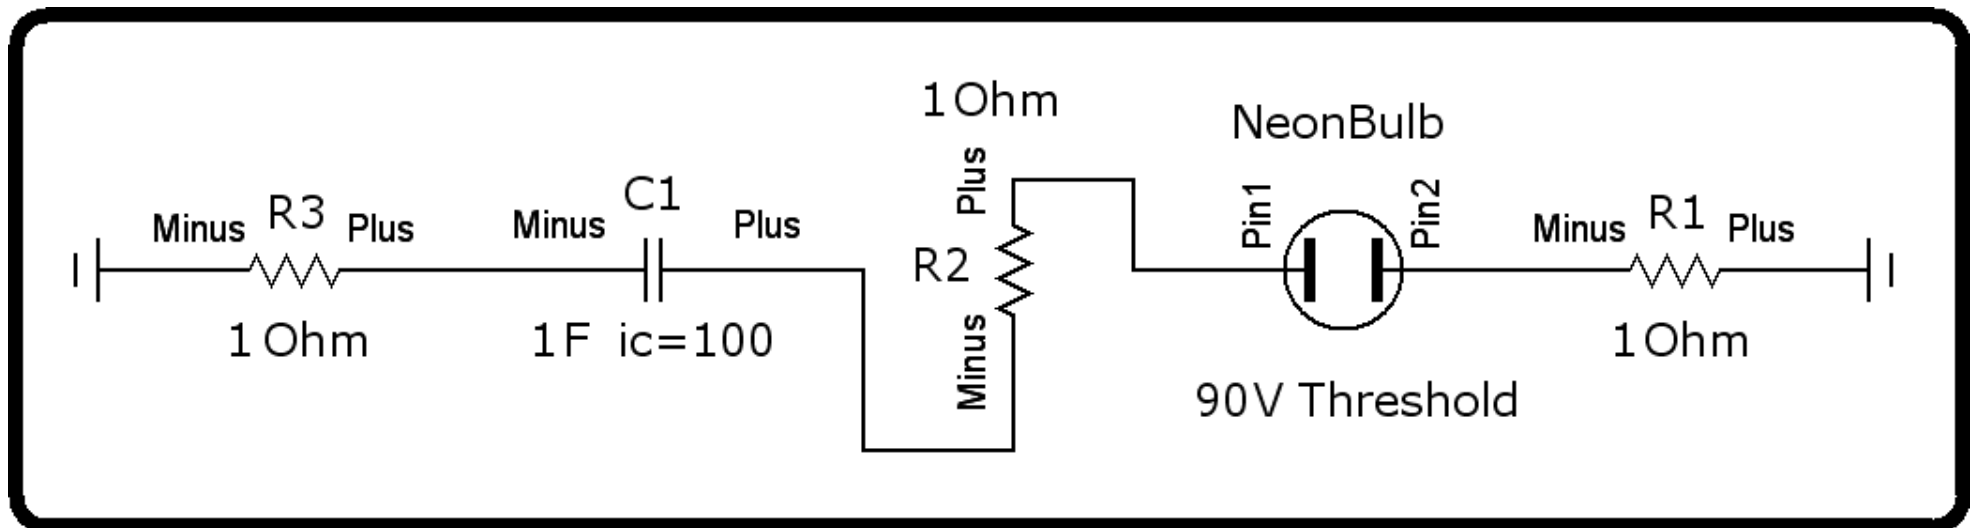 1Ohm
NeonBulb
Minus R3 Plus
Minus C1 Plus
Plus
R2
Minus
Pin1
Pin2
Minus R1 Plus
1Ohm
1F ic=100
1Ohm
90V Threshold